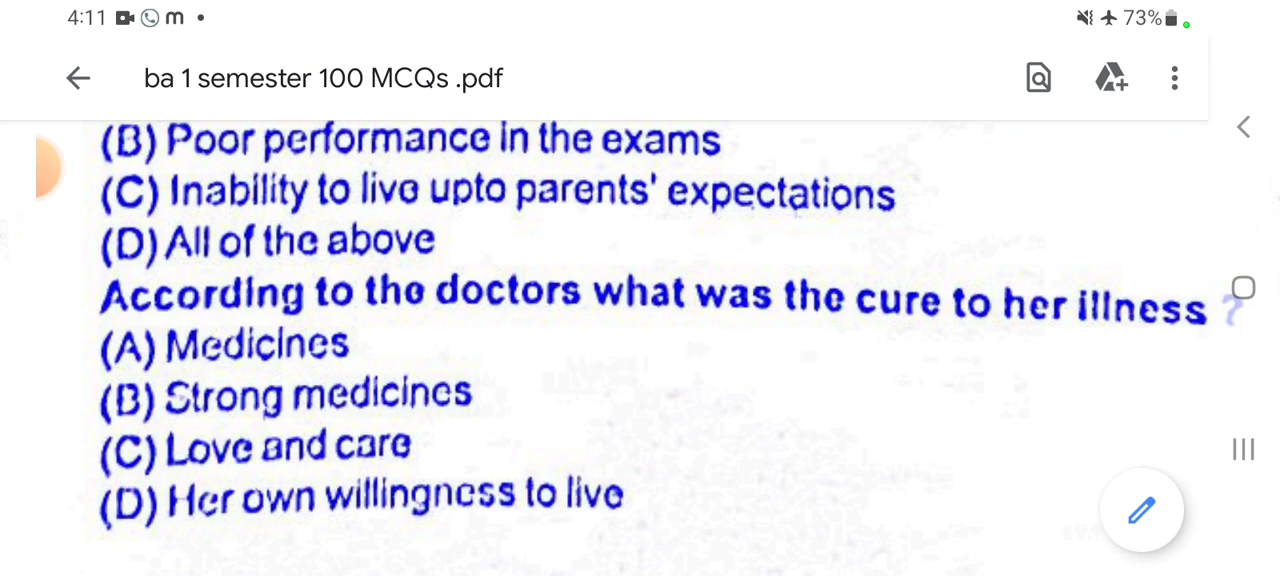 4:11 m • 73%
ba 1 semester 100 MCQs .pdf
(B) Poor performance in the exams
(C) Inability to live upto parents' expectations
(D) All of the above
According to the doctors what was the cure to her illness ?
(A) Medicines
(B) Strong medicines
(C) Love and care
(D) Her own willingness to live